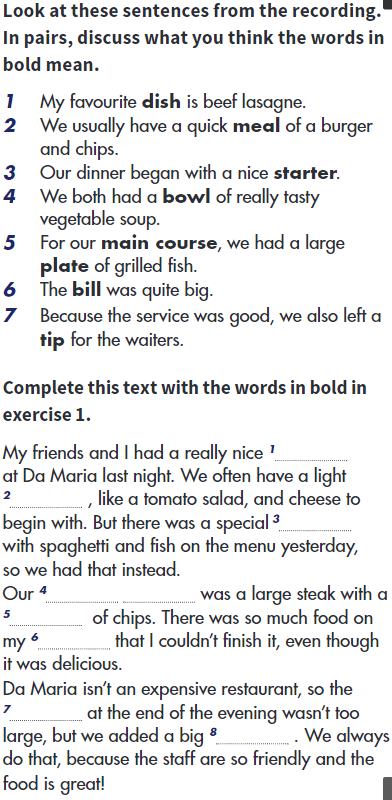 Look at these sentences from the recording.
In pairs, discuss what you think the words in
bold mean.
1 My favourite dish is beef lasagne.
2 We usually have a quick meal of a burger
and chips.
3 Our dinner began with a nice starter.
4 We both had a bowl of really tasty
vegetable soup.
5 For our main course, we had a large
plate of grilled fish.
6 The bill was quite big.
7 Because the service was good, we also left a
tip for the waiters.
Complete this text with the words in bold in
exercise 1.
My friends and I had a really nice 1
at Da Maria last night. We often have a light
2 , like a tomato salad, and cheese to
begin with. But there was a special 3
with spaghetti and fish on the menu yesterday,
so we had that instead.
Our 4 was a large steak with a
5 of chips. There was so much food on
my 6 that I couldn't finish it, even though
it was delicious.
Da Maria isn't an expensive restaurant, so the
7 at the end of the evening wasn't too
large, but we added a big 8 . We always
do that, because the staff are so friendly and the
food is great!